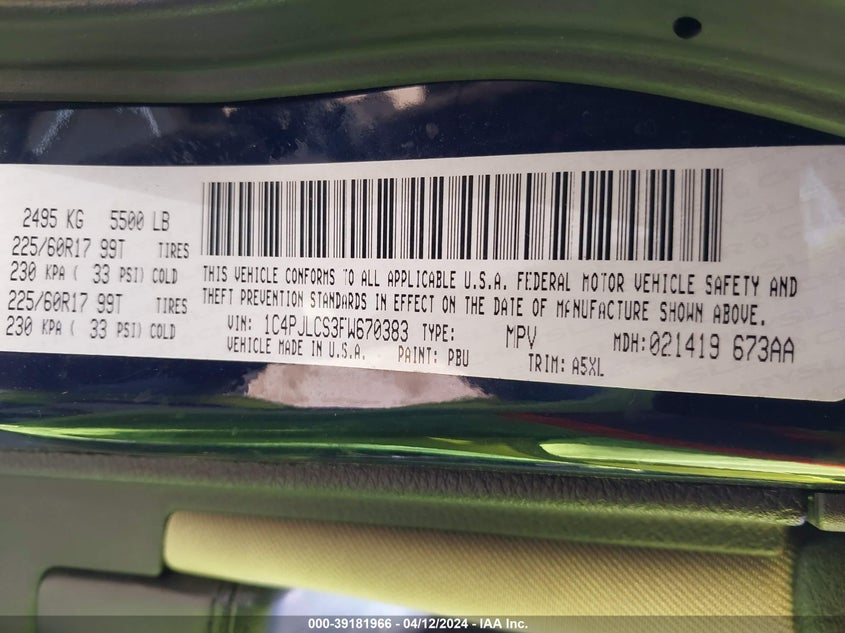 2495 KG 5500 LB
225/60R17 99T TIRES
230 KPA ( 33 PSI) COLD
225/60R17 99T TIRES
230 KPA ( 33 PSI) COLD
THIS VEHICLE CONFORMS TO ALL APPLICABLE U.S.A. FEDERAL MOTOR VEHICLE SAFETY AND
THEFT PREVENTION STANDARDS IN EFFECT ON THE DATE OF MANUFACTURE SHOWN ABOVE.
VIN: 1C4PJLCS3FW670383 TYPE: MPV MDH: 021419 673AA
VEHICLE MADE IN U.S.A. PAINT: PBU TRIM: A5XL
000-39181966 - 04/12/2024 - IAA Inc.